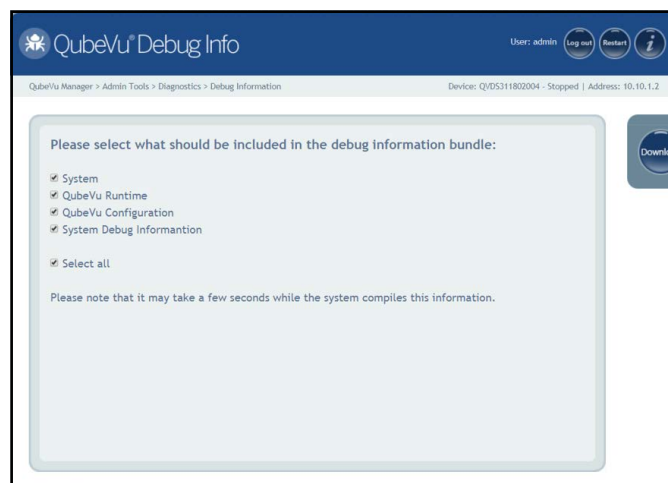 QubeVu® Debug Info
User: admin
Log out
Restart
i
QubeVu Manager > Admin Tools > Diagnostics > Debug Information
Device: QVDS311802004 - Stopped | Address: 10.10.1.2
Please select what should be included in the debug information bundle:
Downl
System
QubeVu Runtime
QubeVu Configuration
System Debug Informantion
Select all
Please note that it may take a few seconds while the system compiles this information.